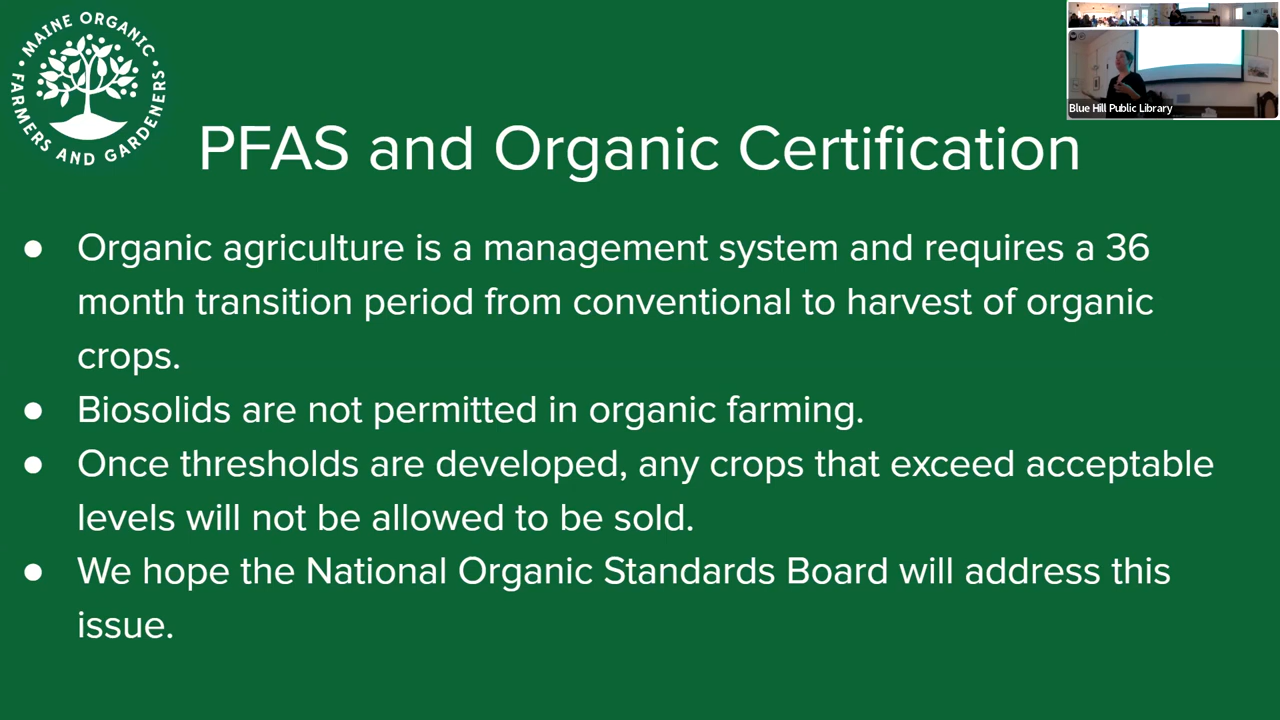 MAINE ORGANIC
FARMERS AND GARDENERS
Blue Hill Public Library
PFAS and Organic Certification
● Organic agriculture is a management system and requires a 36
month transition period from conventional to harvest of organic
crops.
● Biosolids are not permitted in organic farming.
● Once thresholds are developed, any crops that exceed acceptable
levels will not be allowed to be sold.
● We hope the National Organic Standards Board will address this
issue.